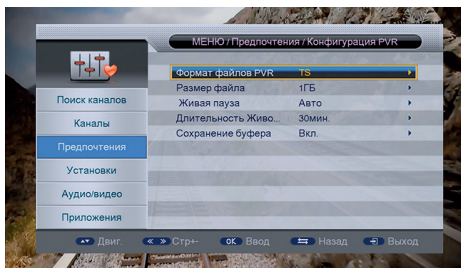 МЕНЮ / Предпочтения / Конфигурация PVR
Формат файлов PVR TS
Размер файла 1ГБ
Живая пауза Авто
Длительность Живо... 30мин.
Сохранение буфера Вкл.
Поиск каналов
Каналы
Предпочтения
Установки
Аудио/видео
Приложения
Двиг. Стр+- OK Ввод Назад Выход